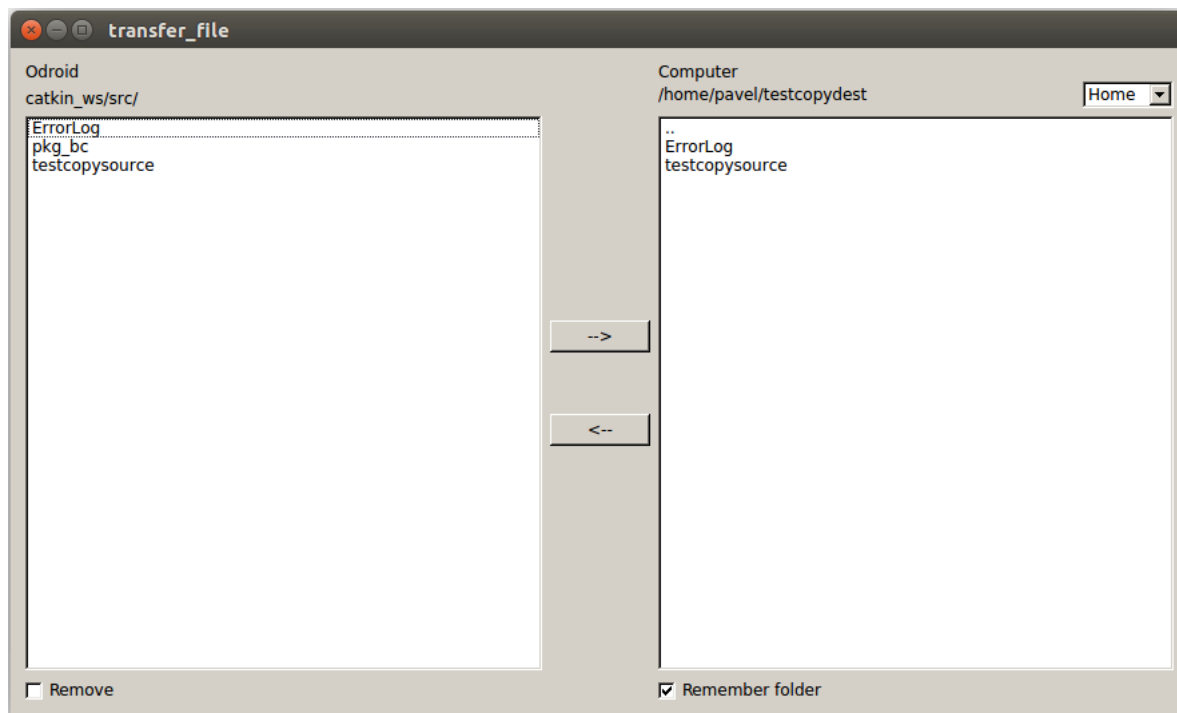 transfer_file
Odroid
catkin_ws/src/
ErrorLog
pkg_bc
testcopysource
Remove
-->
<--
Computer
/home/pavel/testcopydest
Home
..
ErrorLog
testcopysource
Remember folder